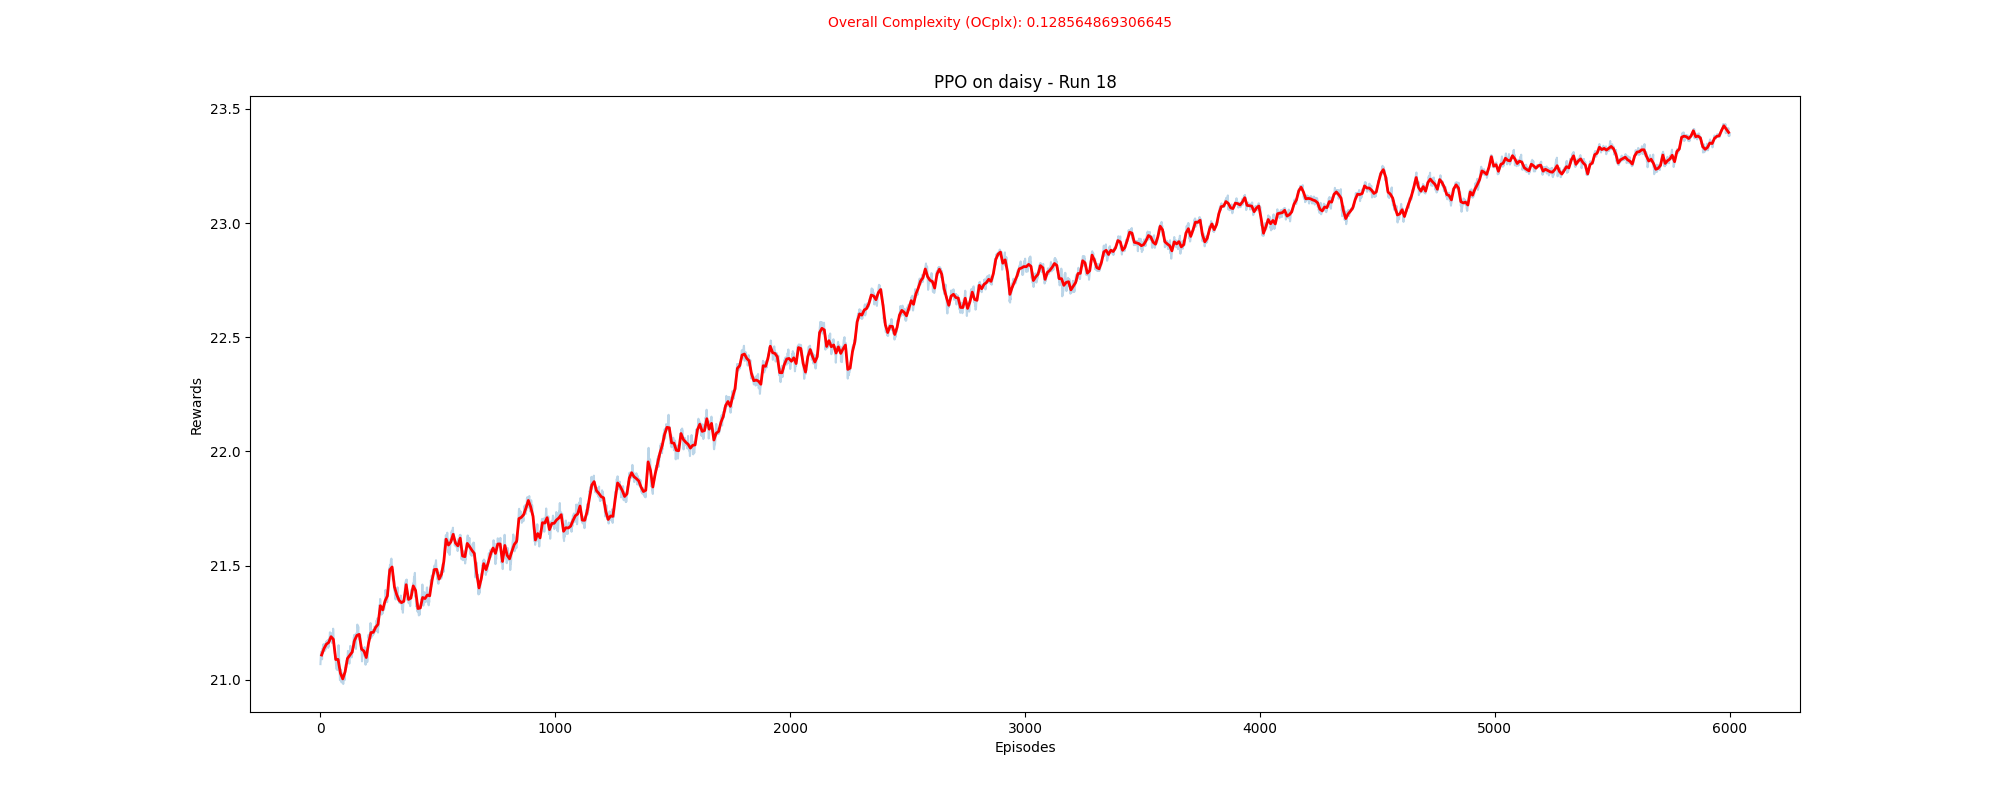 Overall Complexity (OCplx): 0.128564869306645
PPO on daisy - Run 18
23.5
23.0
22.5
22.0
21.5
21.0
Rewards
0 1000 2000 3000 4000 5000 6000
Episodes